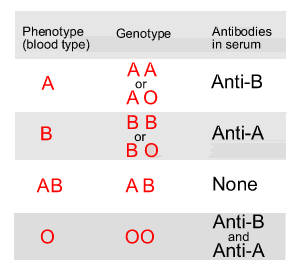 Phenotype Genotype Antibodies
(blood type) in serum
A A
or
A A O Anti-B
B B
or
B B O Anti-A
AB A B None
O OO Anti-B
and
Anti-A